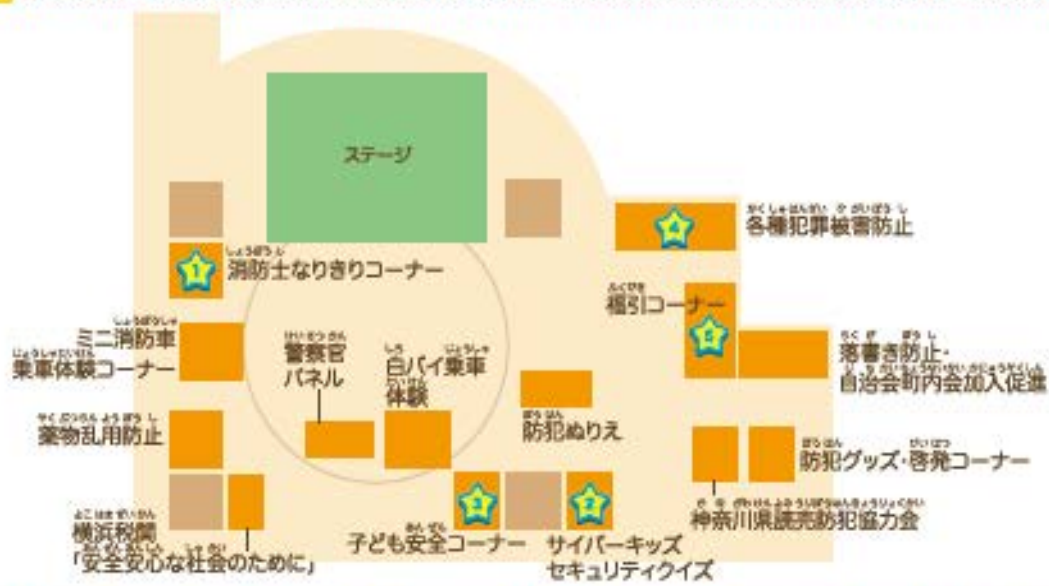 ステージ
4
各種犯罪被害防止
1
消防士なりきりコーナー
福引コーナー
5
ミニ消防車
乗車体験コーナー
警察官
パネル
白バイ乗車
体験
落書き防止・
自治会町内会加入促進
防犯ぬりえ
薬物乱用防止
防犯グッズ・啓発コーナー
神奈川県読売防犯協力会
3
2
横浜税関
「安全安心な社会のために」
子ども安全コーナー
サイバーキッズ
セキュリティクイズ